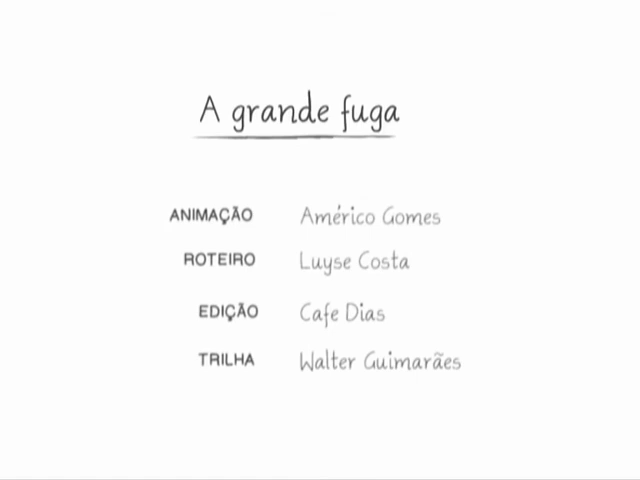 A grande fuga
ANIMAÇÃO Américo Gomes
ROTEIRO Luyse Costa
EDIÇÃO Cafe Dias
TRILHA Walter Guimarães